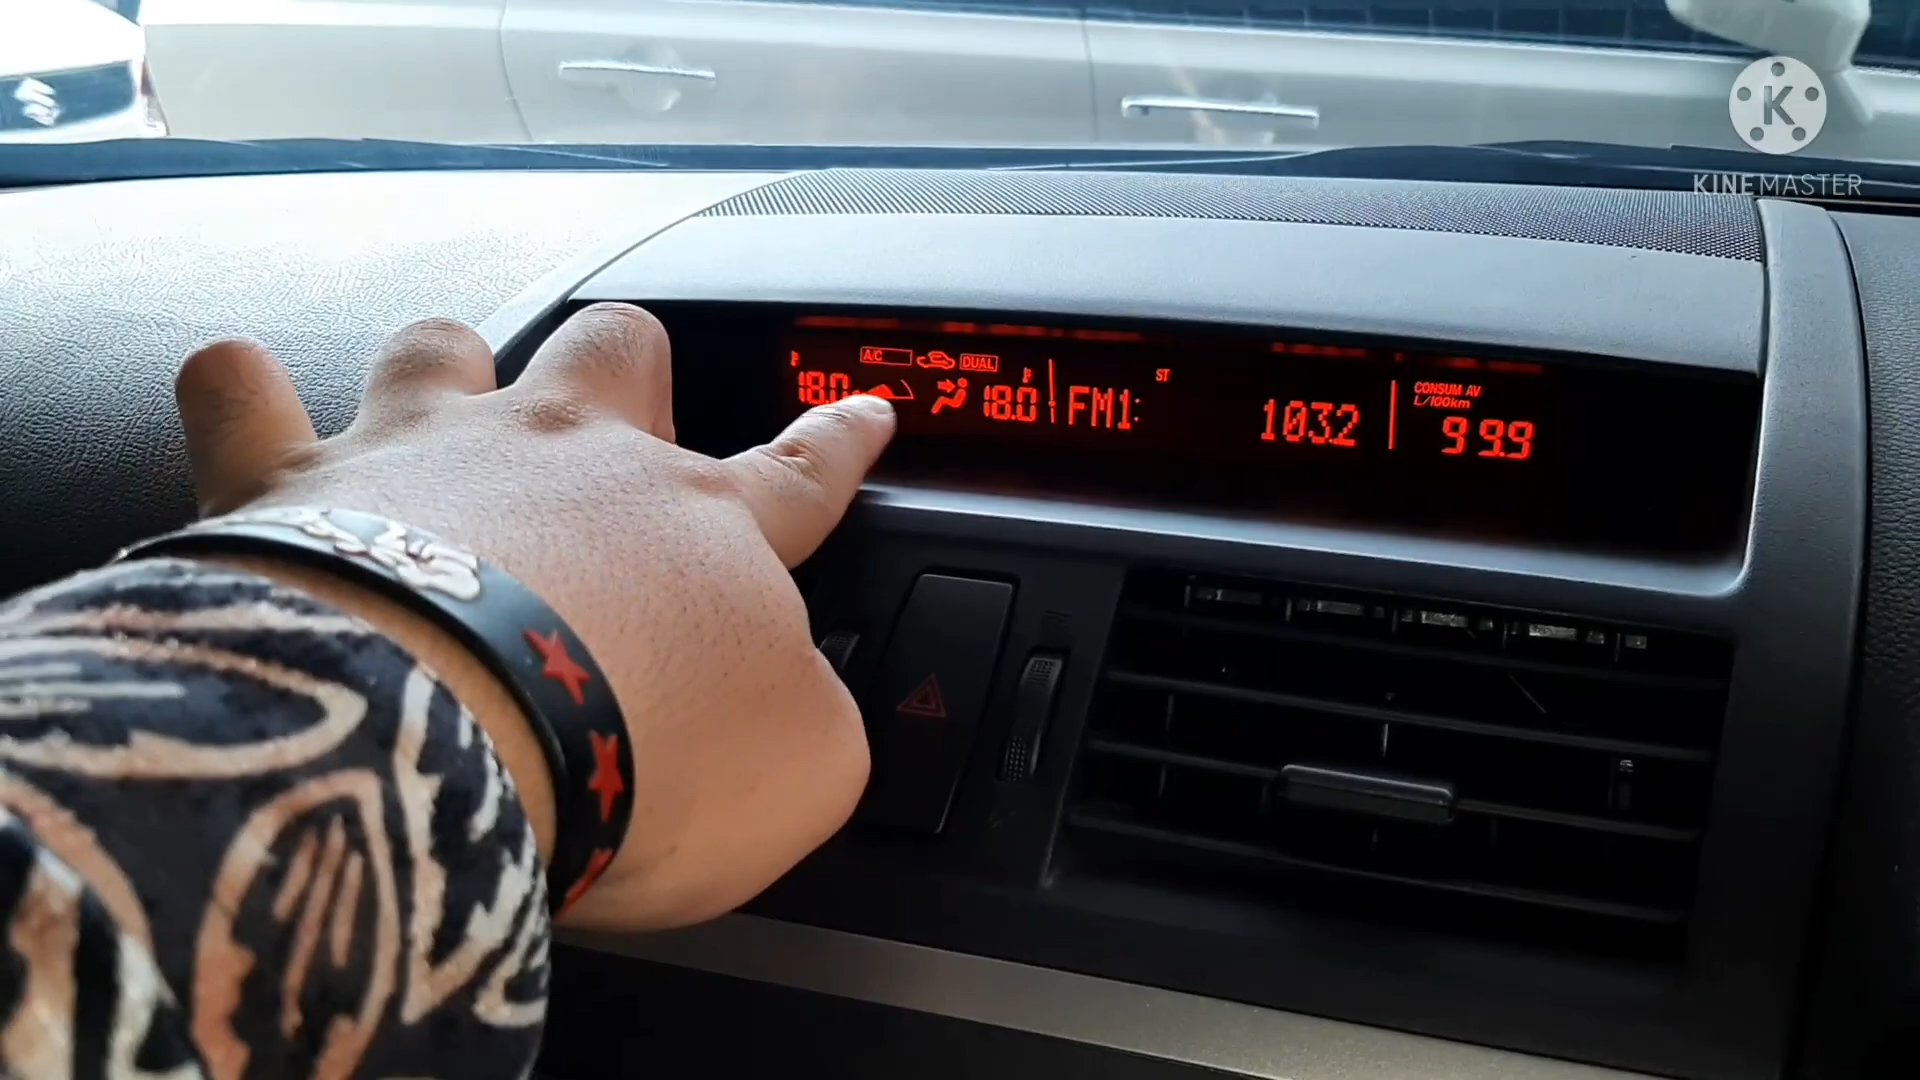 A/C DUAL
18.0 18.0
FM1: ST 103.2
CONSUM AV
L/100km
99.9
K
KINEMASTER